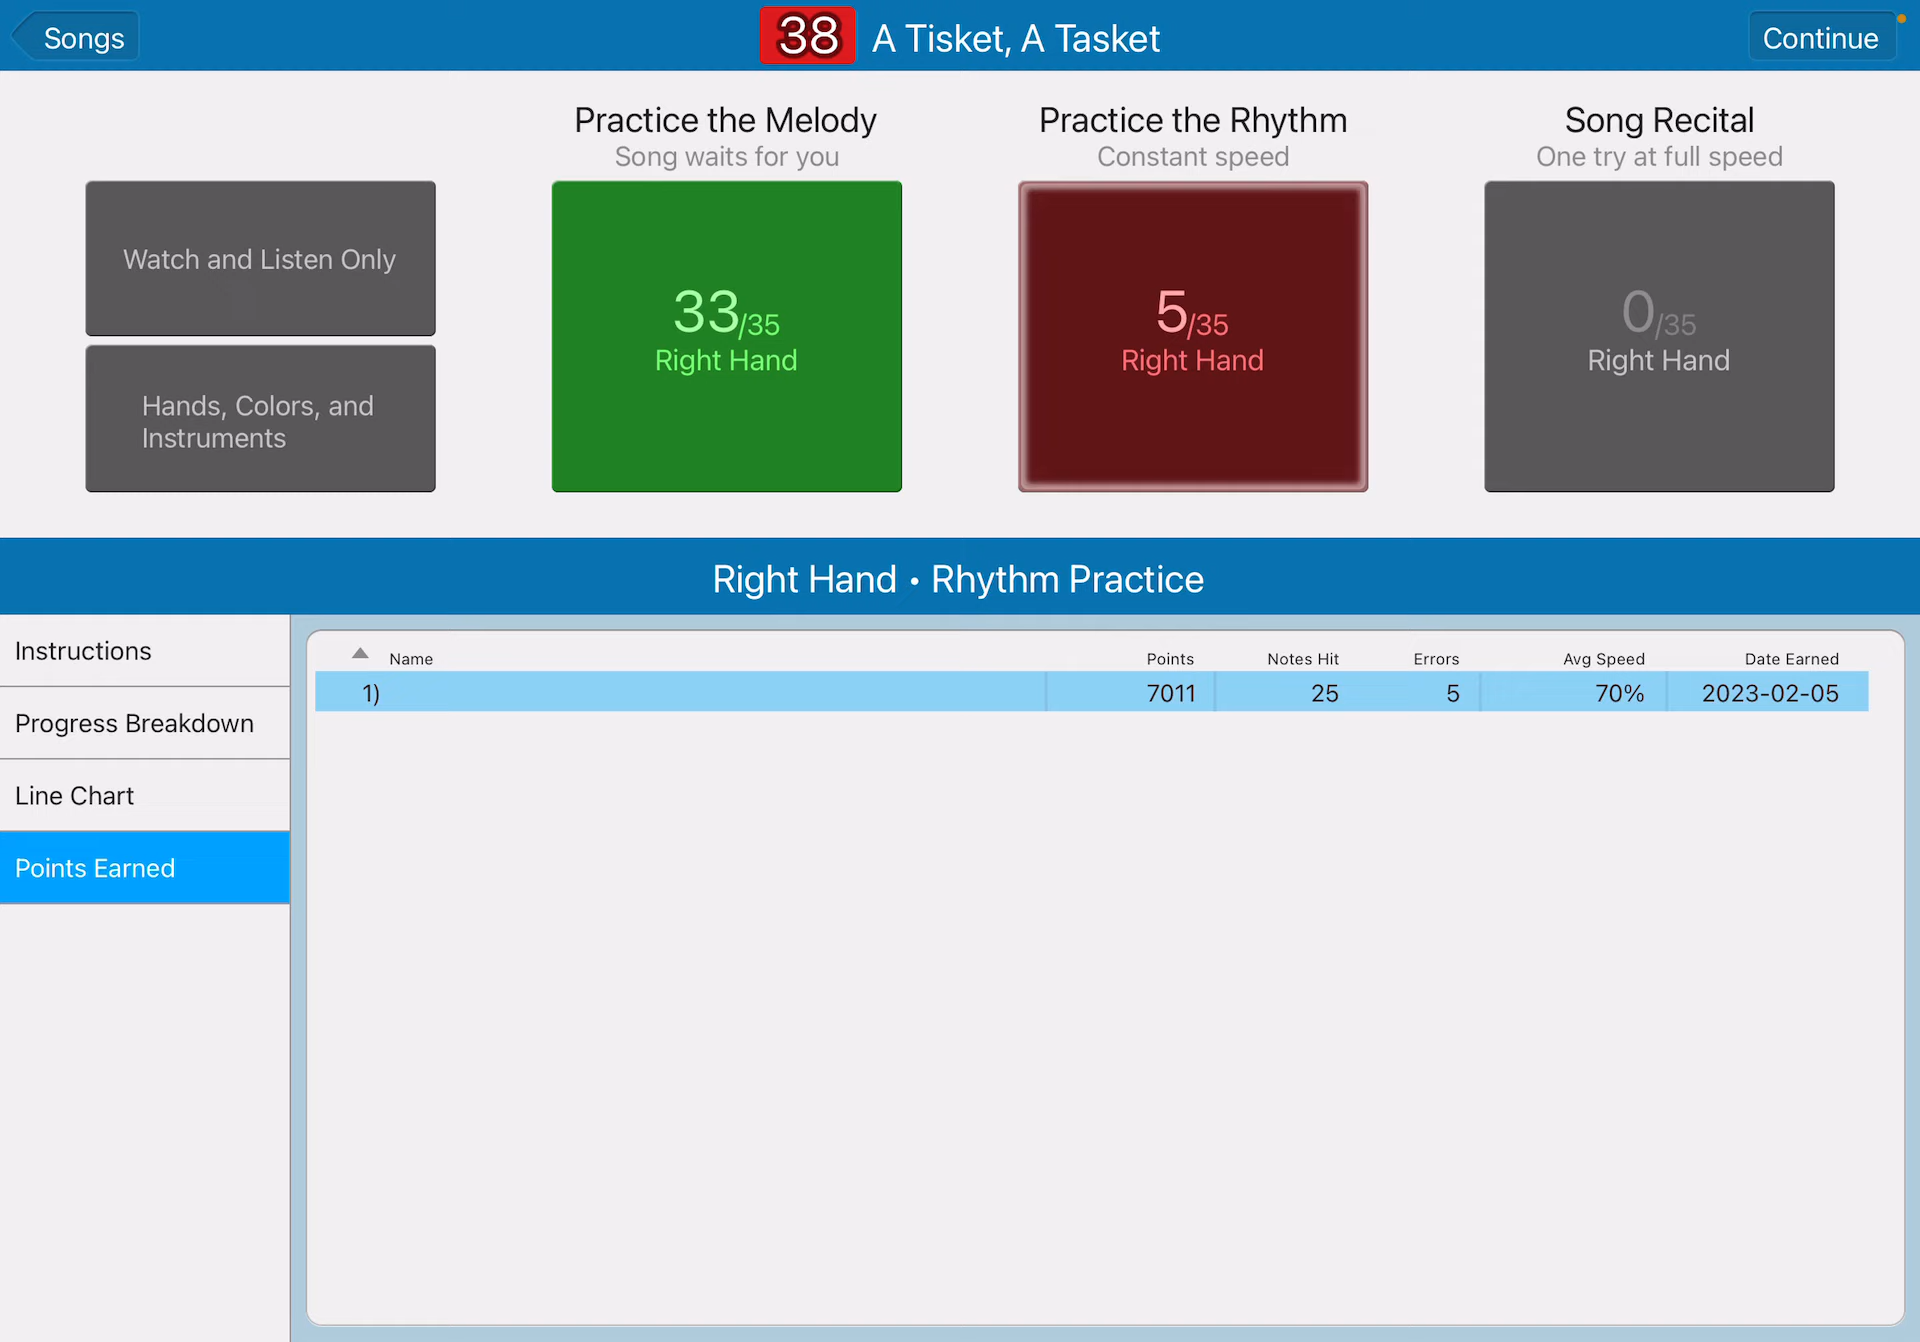 Songs
38 A Tisket, A Tasket
Continue
Practice the Melody
Song waits for you
Practice the Rhythm
Constant speed
Song Recital
One try at full speed
Watch and Listen Only
Hands, Colors, and
Instruments
33/35
Right Hand
5/35
Right Hand
0/35
Right Hand
Right Hand • Rhythm Practice
Instructions
Progress Breakdown
Line Chart
Points Earned
Name Points Notes Hit Errors Avg Speed Date Earned
1) 7011 25 5 70% 2023-02-05